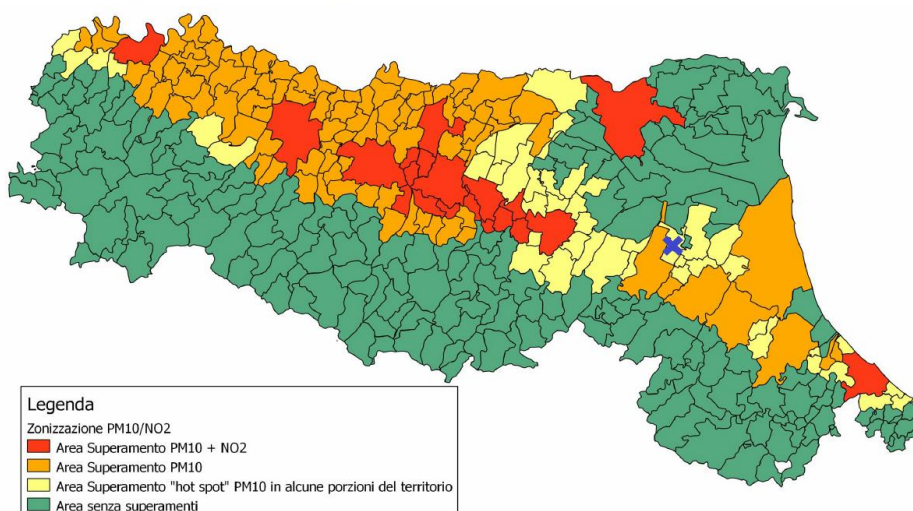 Legenda
Zonizzazione PM10/NO2
Area Superamento PM10 + NO2
Area Superamento PM10
Area Superamento "hot spot" PM10 in alcune porzioni del territorio
Area senza superamenti